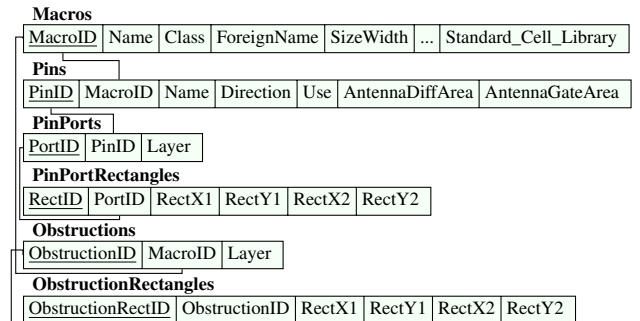 Macros
MacroID Name Class ForeignName SizeWidth ... Standard_Cell_Library
Pins
PinID MacroID Name Direction Use AntennaDiffArea AntennaGateArea
PinPorts
PortID PinID Layer
PinPortRectangles
RectID PortID RectX1 RectY1 RectX2 RectY2
Obstructions
ObstructionID MacroID Layer
ObstructionRectangles
ObstructionRectID ObstructionID RectX1 RectY1 RectX2 RectY2